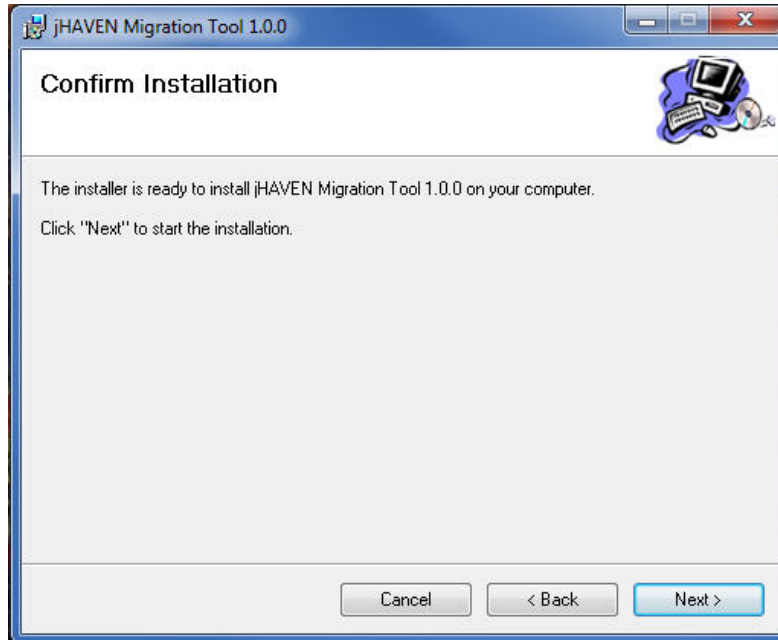 jHAVEN Migration Tool 1.0.0
Confirm Installation
The installer is ready to install jHAVEN Migration Tool 1.0.0 on your computer.
Click "Next" to start the installation.
Cancel
< Back
Next >